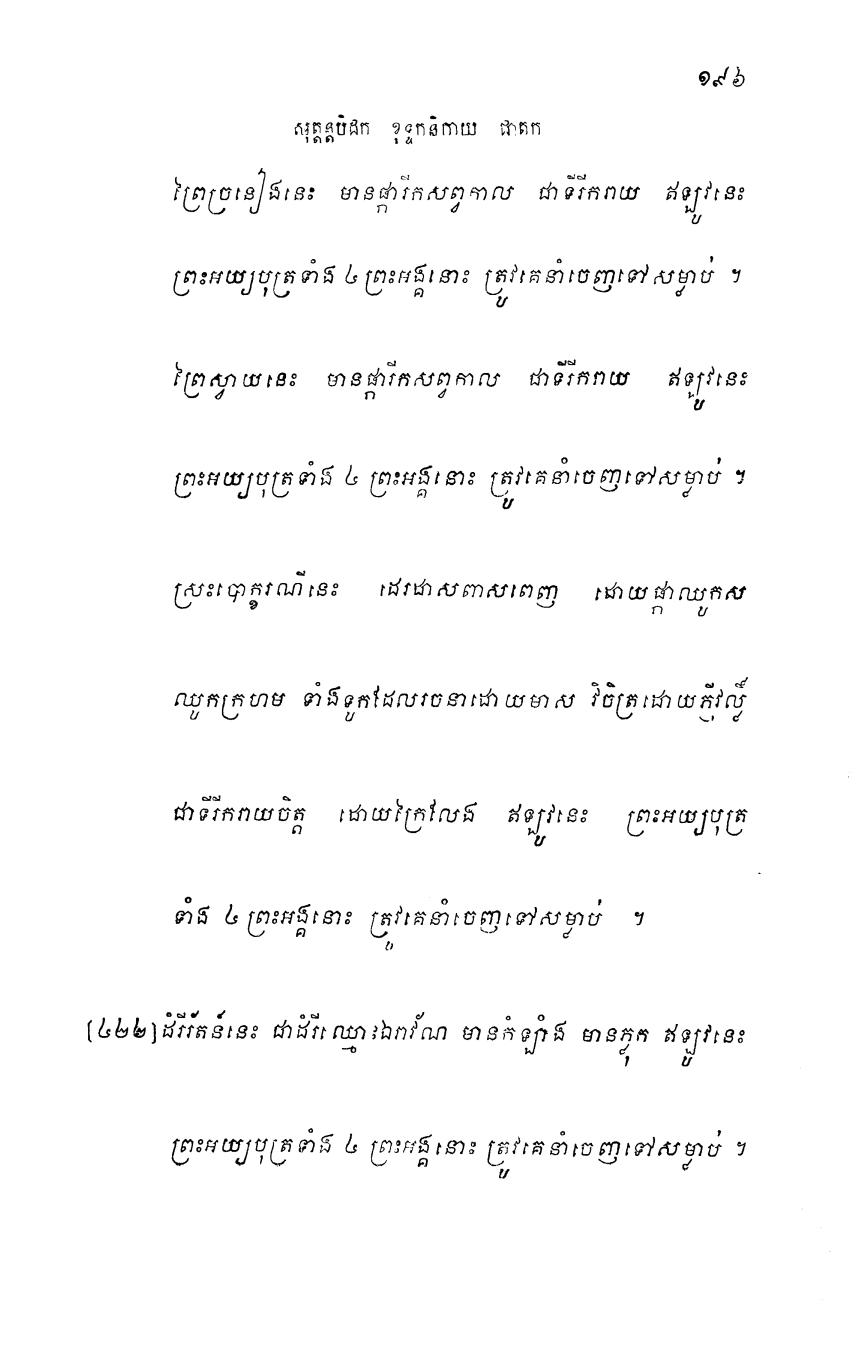 ១៩៦
សុត្តន្តបិដក ខុទ្ទកនិកាយ ជាតក
ព្រៃច្រនៀងនេះ មានផ្ការីកសព្វកាល ជាទីរីករាយ ឥឡូវនេះ
ព្រះអយ្យបុត្រទាំង ៤ ព្រះអង្គនោះ ត្រូវគេនាំចេញទៅសម្លាប់ ។
ព្រៃស្វាយនេះ មានផ្ការីកសព្វកាល ជាទីរីករាយ ឥឡូវនេះ
ព្រះអយ្យបុត្រទាំង ៤ ព្រះអង្គនោះ ត្រូវគេនាំចេញទៅសម្លាប់ ។
ស្រះបោក្ខរណីនេះ ដេរដាសពាសពេញ ដោយផ្កាឈូកស
ឈូកក្រហម ទាំងទូកដែលរចនាដោយមាស វិចិត្រដោយភ្ញីវល្លិ៍
ជាទីរីករាយចិត្ត ដោយក្រៃលែង ឥឡូវនេះ ព្រះអយ្យបុត្រ
ទាំង ៤ ព្រះអង្គនោះ ត្រូវគេនាំចេញទៅសម្លាប់ ។
[៤២២] ដំរីរ័តន៍នេះ ជាដំរីឈ្មោះឯរាវ័ណ មានកំឡាំង មានភ្លុក ឥឡូវនេះ
ព្រះអយ្យបុត្រទាំង ៤ ព្រះអង្គនោះ ត្រូវគេនាំចេញទៅសម្លាប់ ។